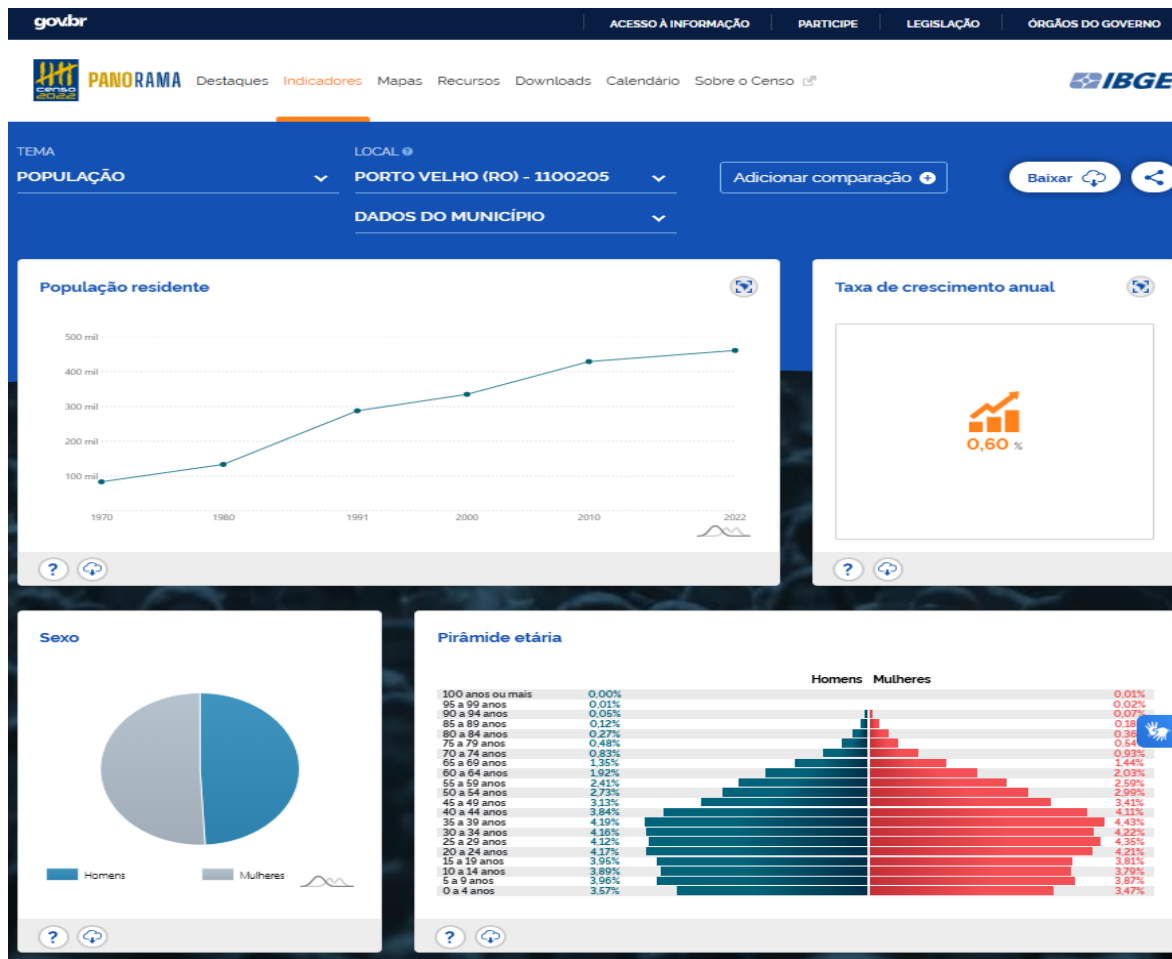 gov.br ACESSO À INFORMAÇÃO PARTICIPE LEGISLAÇÃO ÓRGÃOS DO GOVERNO
censo 2022 PANORAMA Destaques Indicadores Mapas Recursos Downloads Calendário Sobre o Censo IBGE
TEMA LOCAL
POPULAÇÃO PORTO VELHO (RO) - 1100205 Adicionar comparação Baixar
DADOS DO MUNICÍPIO
População residente Taxa de crescimento anual
500 mil
400 mil
300 mil
200 mil
100 mil
0,60 %
1970 1980 1991 2000 2010 2022
? ?
Sexo Pirâmide etária
Homens Mulheres
100 anos ou mais 0,00% 0,01%
95 a 99 anos 0,01% 0,02%
90 a 94 anos 0,05% 0,07%
85 a 89 anos 0,12% 0,18
80 a 84 anos 0,27% 0,36
75 a 79 anos 0,48% 0,54
70 a 74 anos 0,83% 0,93%
65 a 69 anos 1,35% 1,44%
60 a 64 anos 1,92% 2,03%
55 a 59 anos 2,41% 2,59%
50 a 54 anos 2,73% 2,99%
45 a 49 anos 3,13% 3,41%
40 a 44 anos 3,84% 4,11%
35 a 39 anos 4,19% 4,43%
30 a 34 anos 4,16% 4,22%
25 a 29 anos 4,12% 4,35%
20 a 24 anos 4,17% 4,21%
15 a 19 anos 3,95% 3,81%
10 a 14 anos 3,89% 3,79%
5 a 9 anos 3,96% 3,87%
0 a 4 anos 3,57% 3,47%
Homens Mulheres
? ?